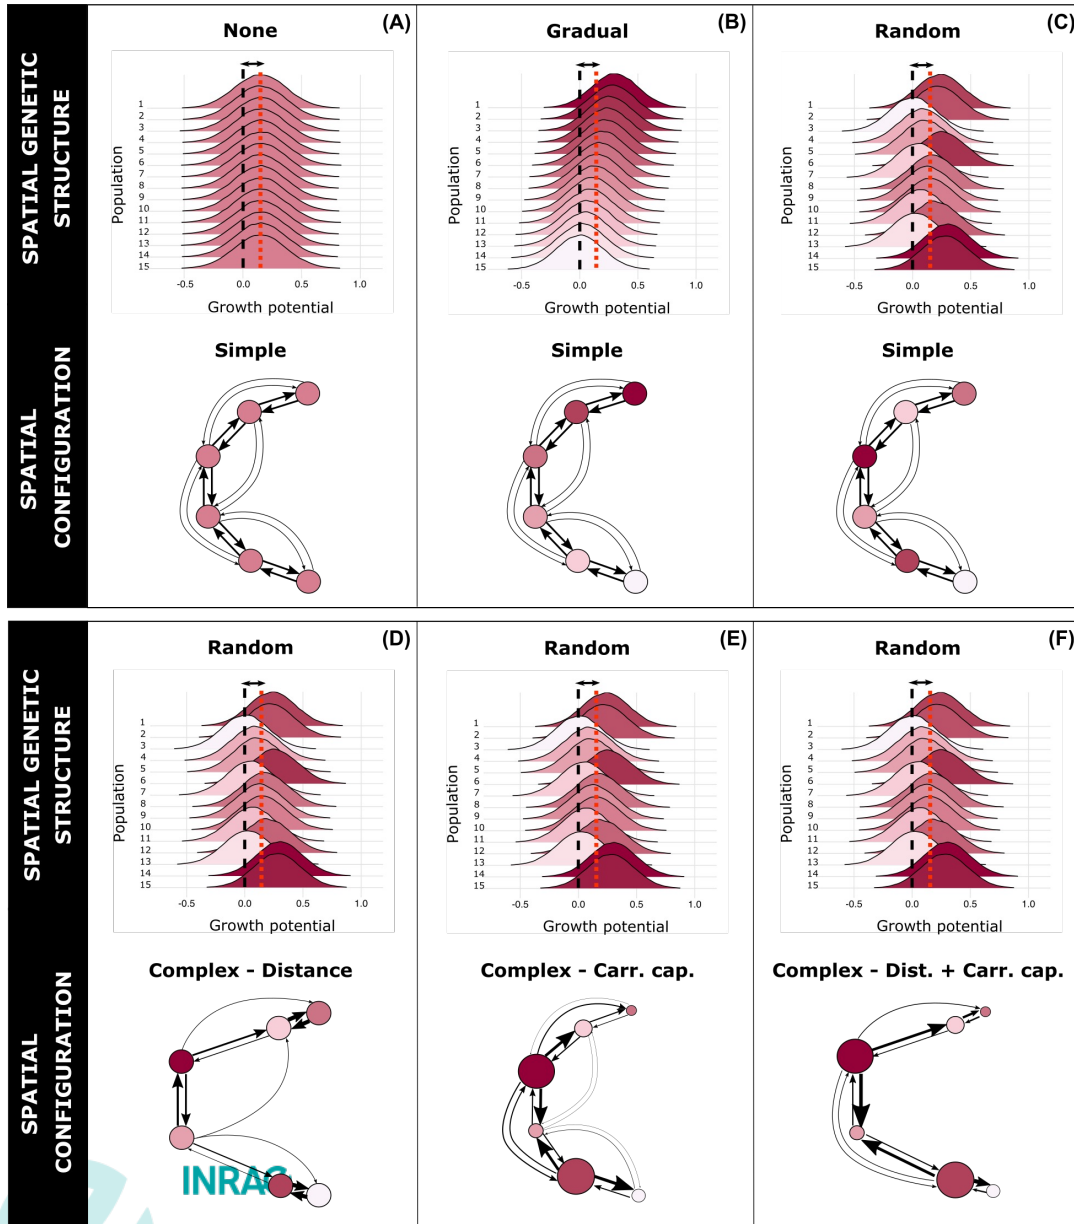 SPATIAL GENETIC
STRUCTURE
(A)
None
Population
1
2
3
4
5
6
7
8
9
10
11
12
13
14
15
-0.5 0.0 0.5 1.0
Growth potential
(B)
Gradual
Population
1
2
3
4
5
6
7
8
9
10
11
12
13
14
15
-0.5 0.0 0.5 1.0
Growth potential
(C)
Random
Population
1
2
3
4
5
6
7
8
9
10
11
12
13
14
15
-0.5 0.0 0.5 1.0
Growth potential
SPATIAL
CONFIGURATION
Simple
Simple
Simple
SPATIAL GENETIC
STRUCTURE
(D)
Random
Population
1
2
3
4
5
6
7
8
9
10
11
12
13
14
15
-0.5 0.0 0.5 1.0
Growth potential
(E)
Random
Population
1
2
3
4
5
6
7
8
9
10
11
12
13
14
15
-0.5 0.0 0.5 1.0
Growth potential
(F)
Random
Population
1
2
3
4
5
6
7
8
9
10
11
12
13
14
15
-0.5 0.0 0.5 1.0
Growth potential
SPATIAL
CONFIGURATION
Complex - Distance
Complex - Carr. cap.
Complex - Dist. + Carr. cap.